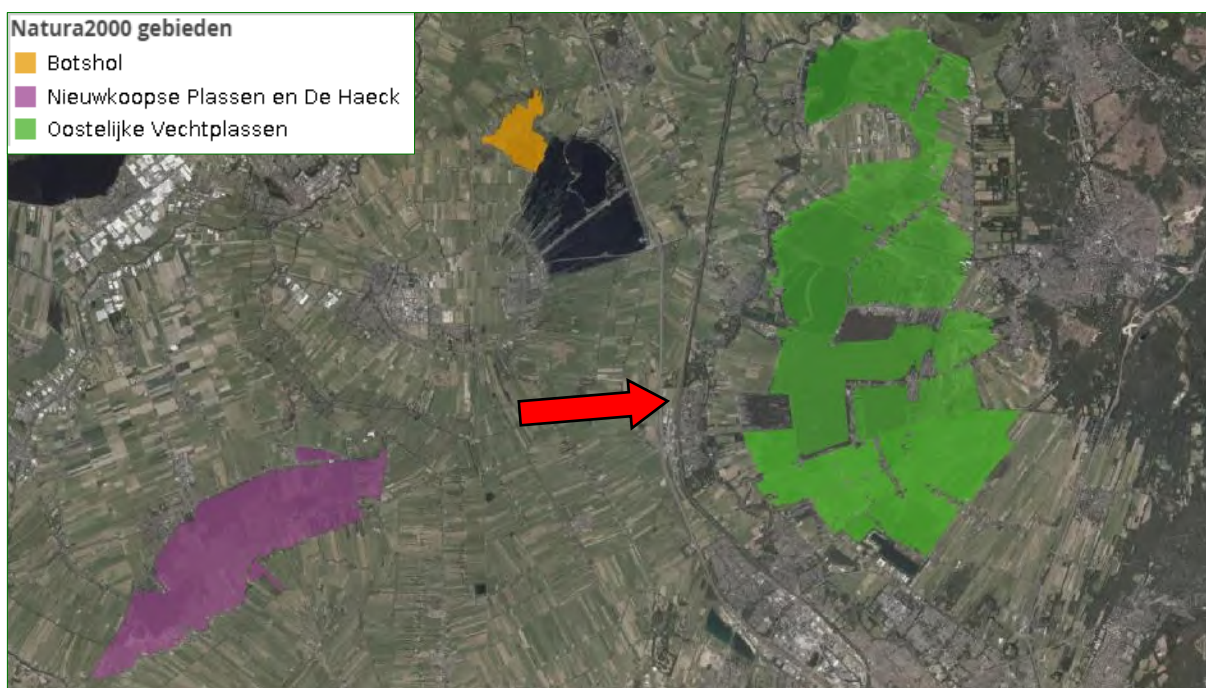 Natura2000 gebieden
Botshol
Nieuwkoopse Plassen en De Haeck
Oostelijke Vechtplassen